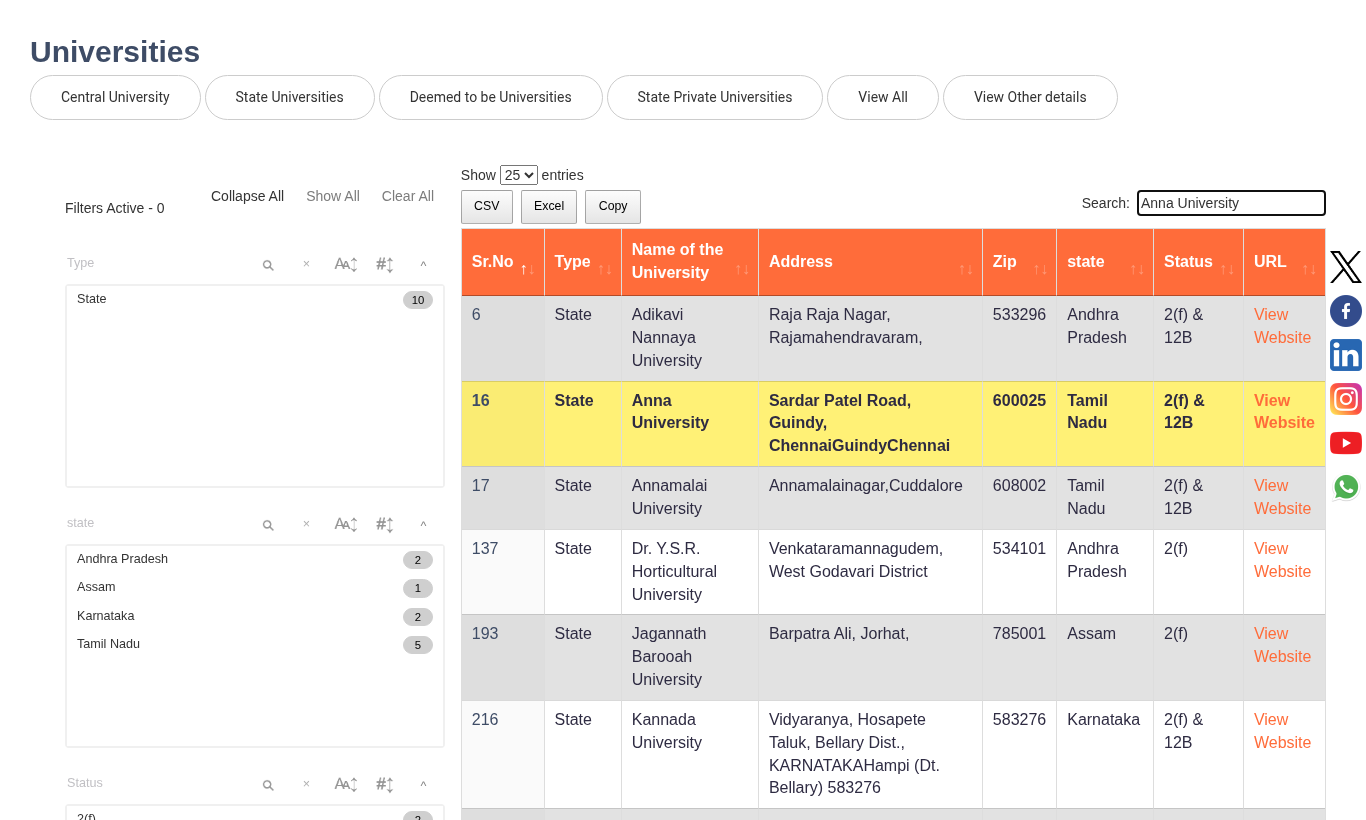 Universities
Central University
State Universities
Deemed to be Universities
State Private Universities
View All
View Other details
Filters Active - 0
Collapse All
Show All
Clear All
Type
State 10
state
Andhra Pradesh 2
Assam 1
Karnataka 2
Tamil Nadu 5
Status
2(f) 2
Show 25 entries
CSV
Excel
Copy
Search: Anna University
Sr.No
Type
Name of the
University
Address
Zip
state
Status
URL
6
State
Adikavi
Nannaya
University
Raja Raja Nagar,
Rajamahendravaram,
533296
Andhra
Pradesh
2(f) &
12B
View
Website
16
State
Anna
University
Sardar Patel Road,
Guindy,
ChennaiGuindyChennai
600025
Tamil
Nadu
2(f) &
12B
View
Website
17
State
Annamalai
University
Annamalainagar,Cuddalore
608002
Tamil
Nadu
2(f) &
12B
View
Website
137
State
Dr. Y.S.R.
Horticultural
University
Venkataramannagudem,
West Godavari District
534101
Andhra
Pradesh
2(f)
View
Website
193
State
Jagannath
Barooah
University
Barpatra Ali, Jorhat,
785001
Assam
2(f)
View
Website
216
State
Kannada
University
Vidyaranya, Hosapete
Taluk, Bellary Dist.,
KARNATAKAHampi (Dt.
Bellary) 583276
583276
Karnataka
2(f) &
12B
View
Website